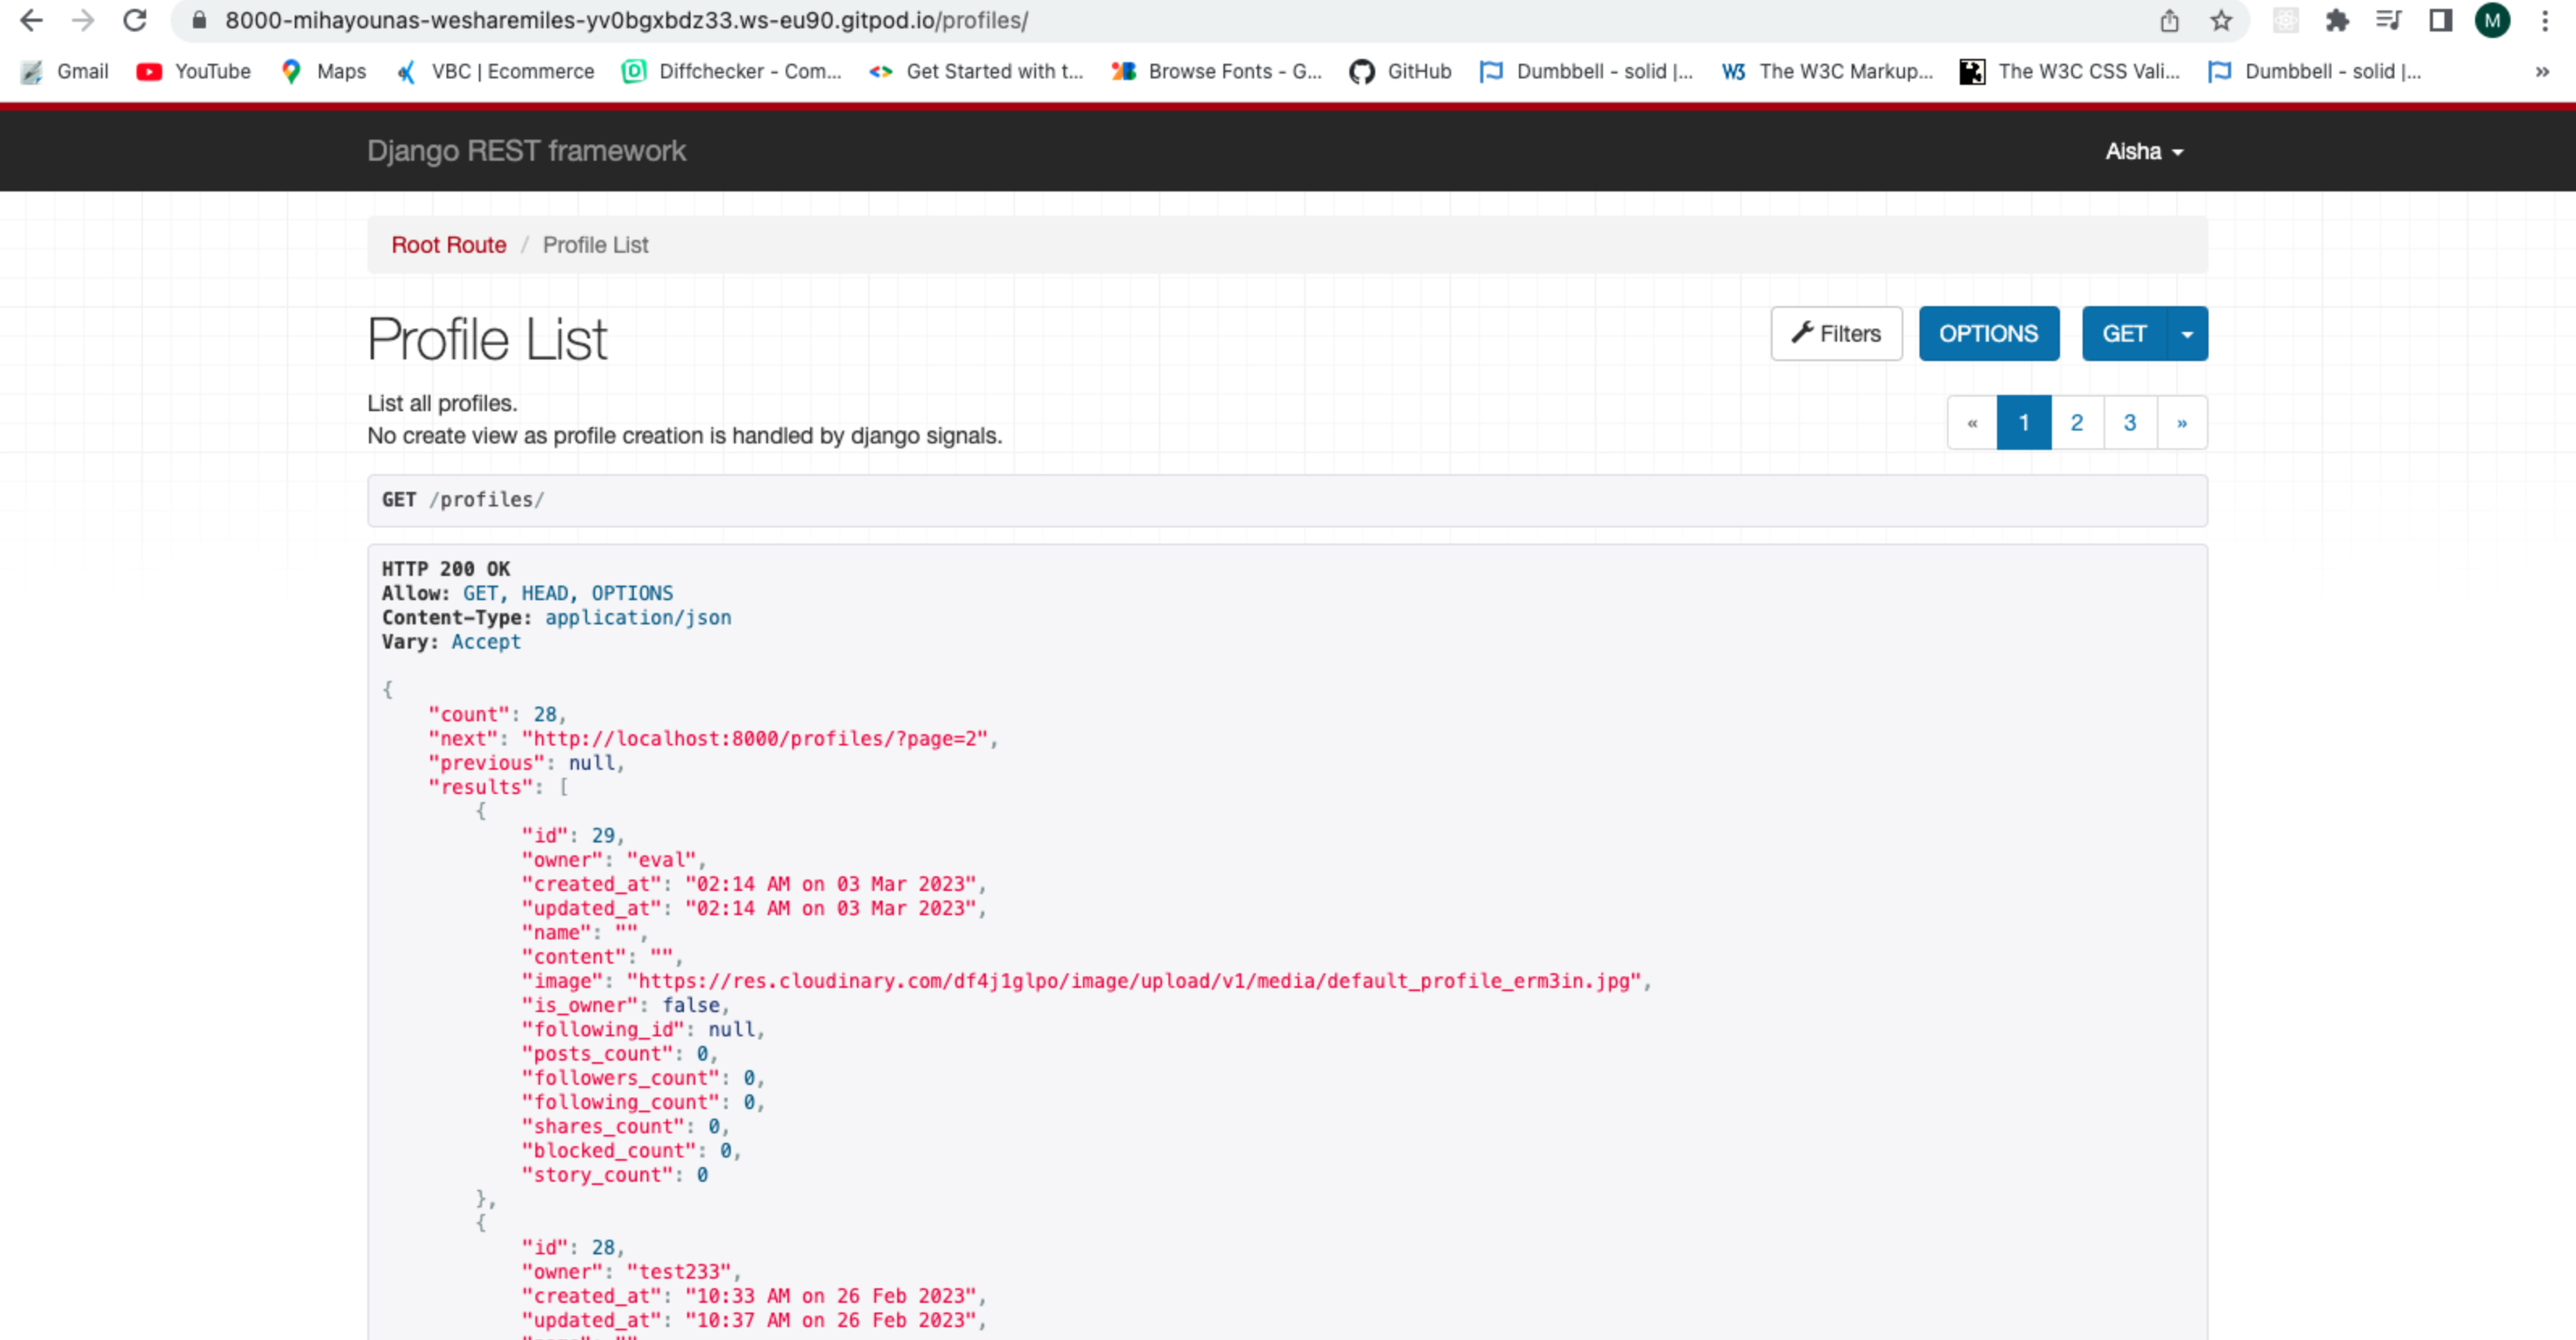 8000-mihayounas-wesharemiles-yv0bgxbdz33.ws-eu90.gitpod.io/profiles/
M
Gmail YouTube Maps VBC | Ecommerce Diffchecker - Com... Get Started with t... Browse Fonts - G... GitHub Dumbbell - solid |... W3 The W3C Markup... The W3C CSS Vali... Dumbbell - solid |... »
Django REST framework Aisha
Root Route / Profile List
Profile List
Filters OPTIONS GET
List all profiles.
No create view as profile creation is handled by django signals.
« 1 2 3 »
GET /profiles/
HTTP 200 OK
Allow: GET, HEAD, OPTIONS
Content-Type: application/json
Vary: Accept
{
"count": 28,
"next": "http://localhost:8000/profiles/?page=2",
"previous": null,
"results": [
{
"id": 29,
"owner": "eval",
"created_at": "02:14 AM on 03 Mar 2023",
"updated_at": "02:14 AM on 03 Mar 2023",
"name": "",
"content": "",
"image": "https://res.cloudinary.com/df4j1glpo/image/upload/v1/media/default_profile_erm3in.jpg",
"is_owner": false,
"following_id": null,
"posts_count": 0,
"followers_count": 0,
"following_count": 0,
"shares_count": 0,
"blocked_count": 0,
"story_count": 0
},
{
"id": 28,
"owner": "test233",
"created_at": "10:33 AM on 26 Feb 2023",
"updated_at": "10:37 AM on 26 Feb 2023",